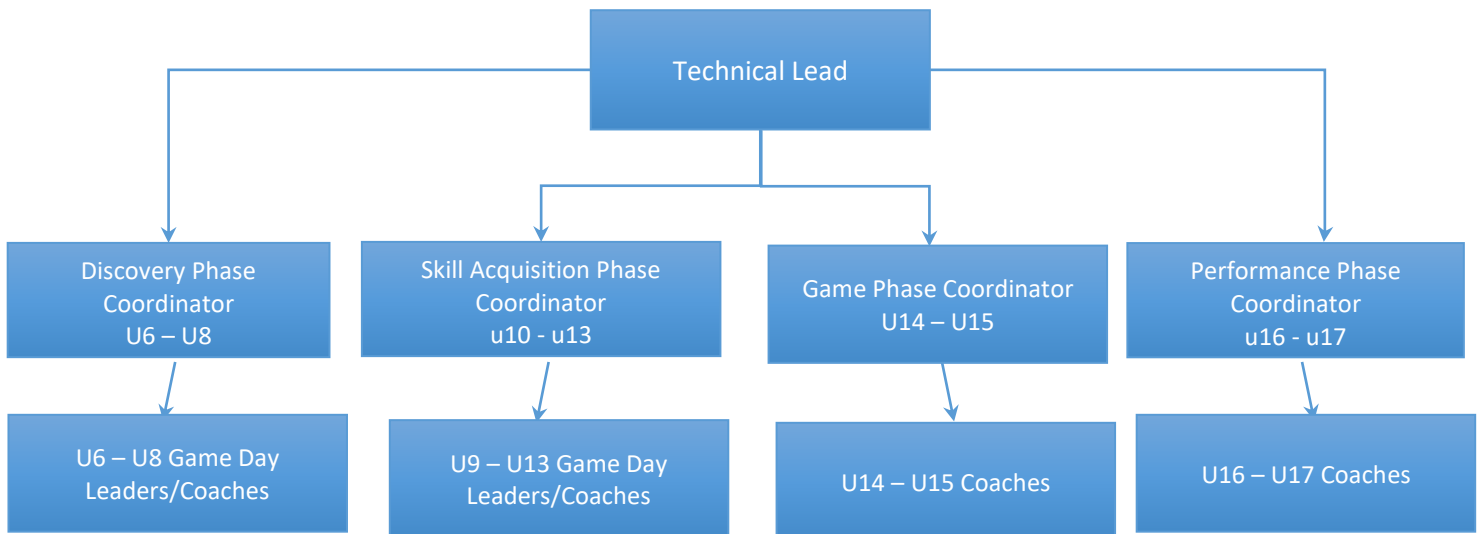 Technical Lead
Discovery Phase
Coordinator
U6 – U8
Skill Acquisition Phase
Coordinator
u10 - u13
Game Phase Coordinator
U14 – U15
Performance Phase
Coordinator
u16 - u17
U6 – U8 Game Day
Leaders/Coaches
U9 – U13 Game Day
Leaders/Coaches
U14 – U15 Coaches
U16 – U17 Coaches